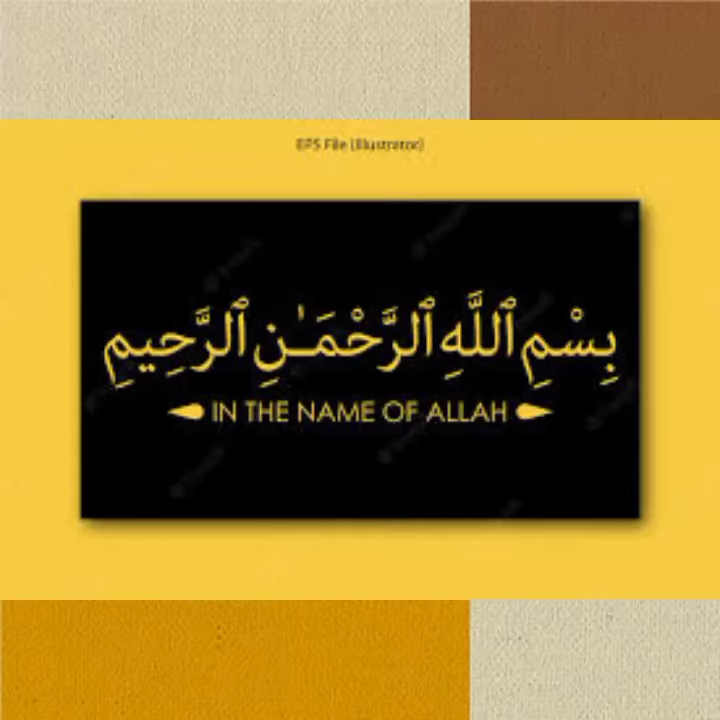 EPS File (Illustrator)
بِسْمِ ٱللَّهِ ٱلرَّحْمَـٰنِ ٱلرَّحِيمِ
IN THE NAME OF ALLAH